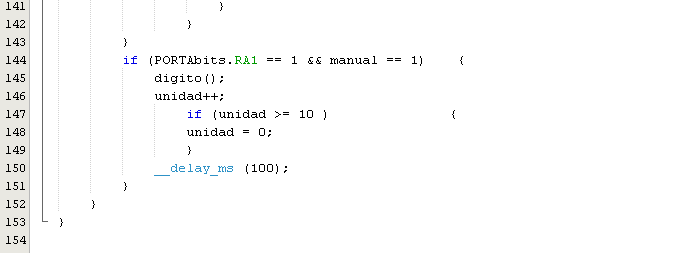 141 }
142 }
143 }
144 if (PORTAbits.RA1 == 1 && manual == 1) {
145 digito();
146 unidad++;
147 if (unidad >= 10 ) {
148 unidad = 0;
149 }
150 __delay_ms (100);
151 }
152 }
153 }
154